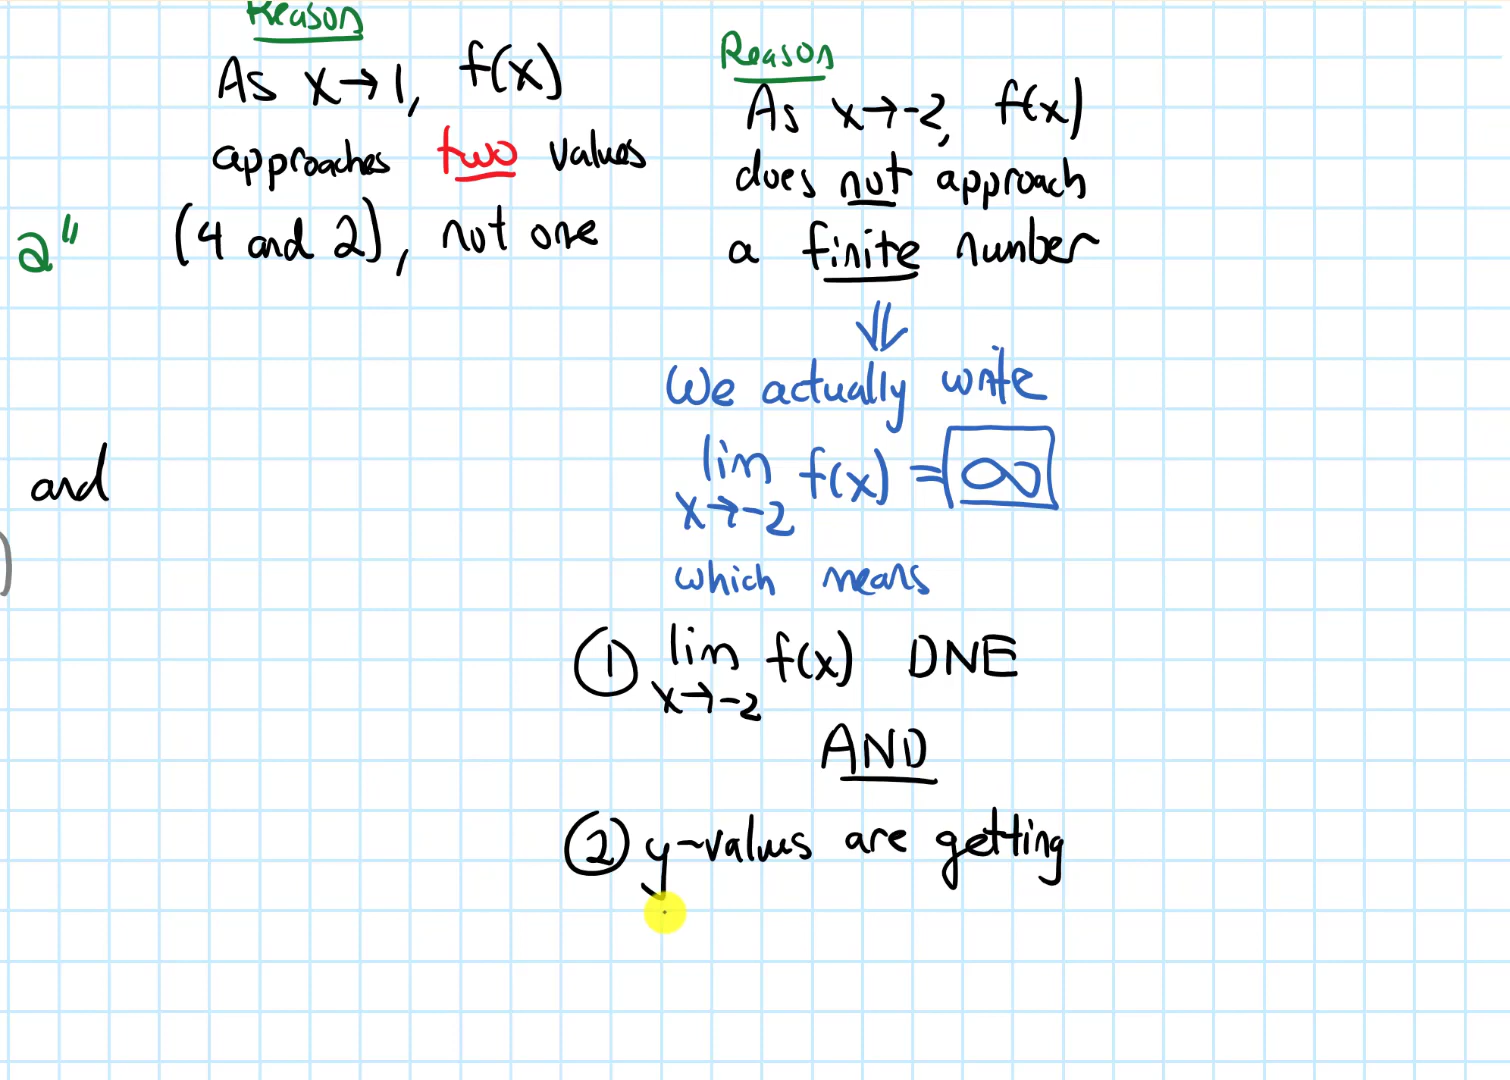 Reason
As x→1, f(x)
approaches two values
(4 and 2), not one
a"
and
)
Reason
As x→-2, f(x)
does not approach
a finite number
⇓
We actually write
lim f(x) = ∞
x→-2
which means
① lim f(x) DNE
x→-2
AND
② y-values are getting